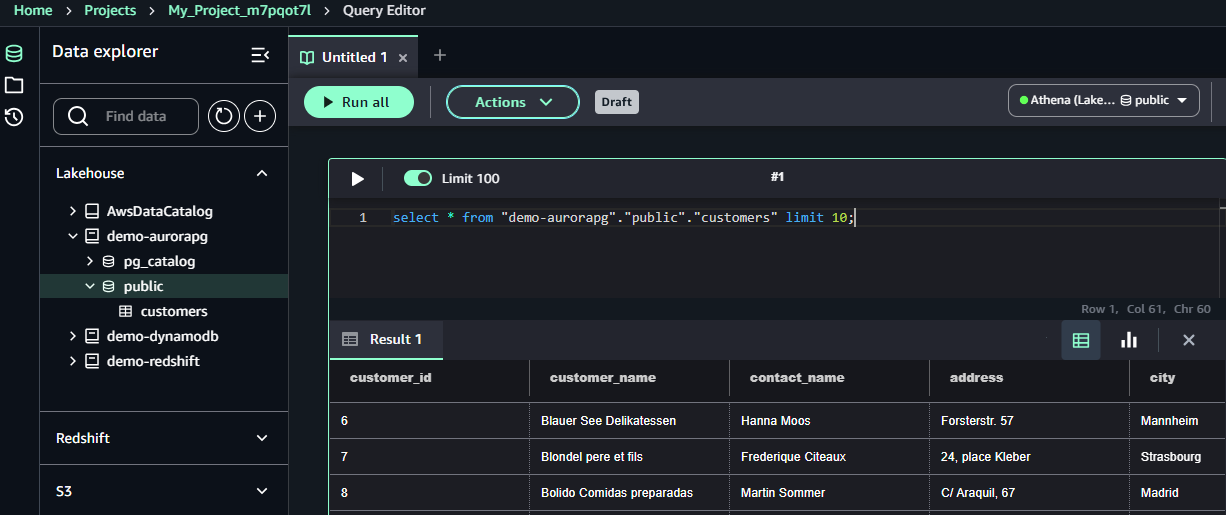 Home > Projects > My_Project_m7pqot7l > Query Editor
Data explorer
Untitled 1
Run all
Actions
Draft
Athena (Lake... public
Find data
Lakehouse
AwsDataCatalog
demo-aurorapg
pg_catalog
public
customers
demo-dynamodb
demo-redshift
Redshift
S3
Limit 100
#1
1 select * from "demo-aurorapg"."public"."customers" limit 10;
Row 1, Col 61, Chr 60
Result 1
customer_id customer_name contact_name address city
6 Blauer See Delikatessen Hanna Moos Forsterstr. 57 Mannheim
7 Blondel pere et fils Frederique Citeaux 24, place Kleber Strasbourg
8 Bolido Comidas preparadas Martin Sommer C/ Araquil, 67 Madrid